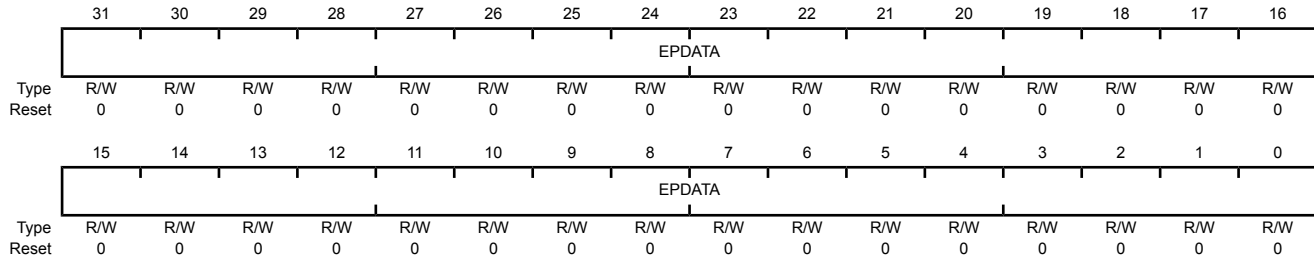 31 30 29 28 27 26 25 24 23 22 21 20 19 18 17 16
EPDATA
Type R/W R/W R/W R/W R/W R/W R/W R/W R/W R/W R/W R/W R/W R/W R/W R/W
Reset 0 0 0 0 0 0 0 0 0 0 0 0 0 0 0 0
15 14 13 12 11 10 9 8 7 6 5 4 3 2 1 0
EPDATA
Type R/W R/W R/W R/W R/W R/W R/W R/W R/W R/W R/W R/W R/W R/W R/W R/W
Reset 0 0 0 0 0 0 0 0 0 0 0 0 0 0 0 0